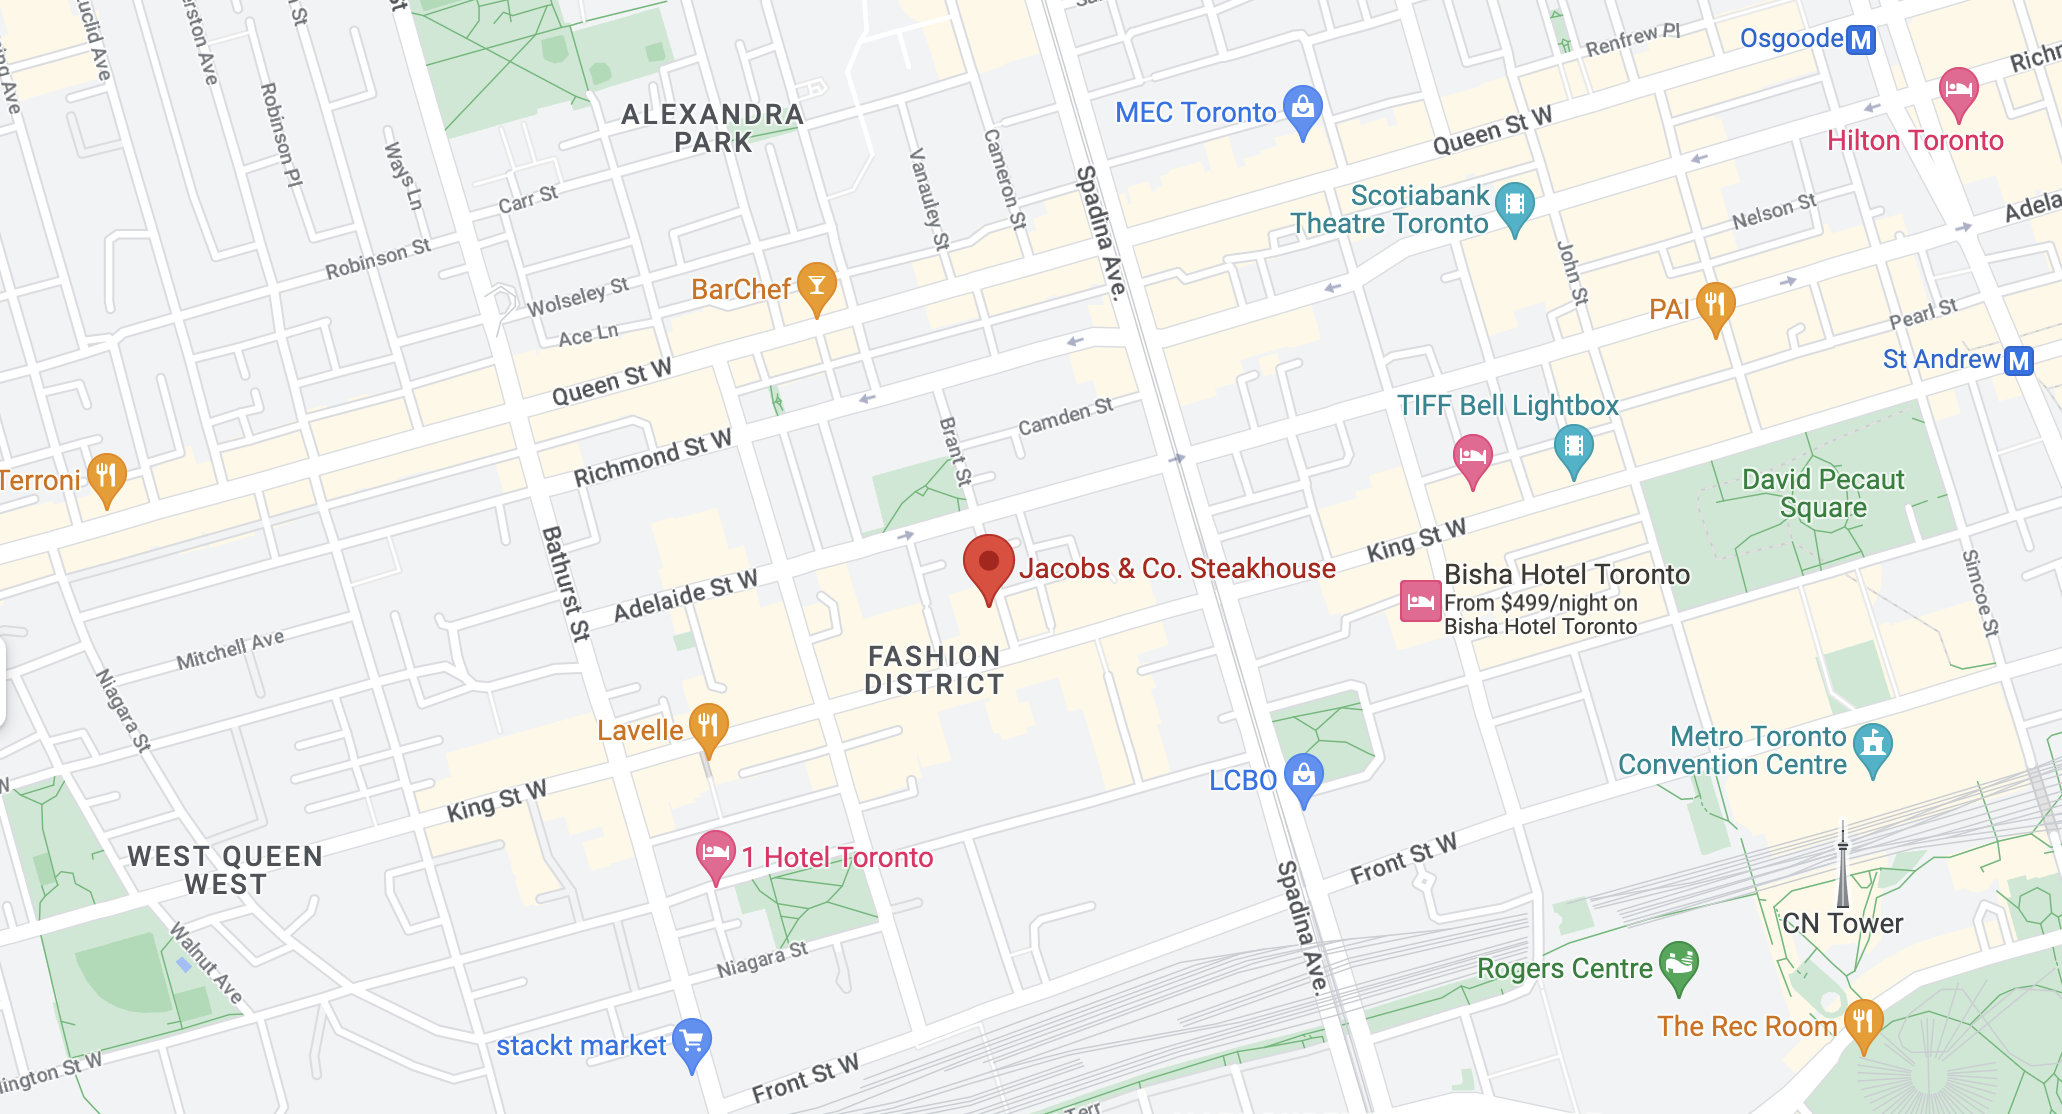 Euclid Ave
Robinson Pl
Ways Ln
ALEXANDRA
PARK
Carr St
Robinson St
Vanauley St
Cameron St
Spadina Ave.
MEC Toronto
Queen St W
Renfrew Pl
Osgoode
M
Hilton Toronto
Scotiabank
Theatre Toronto
Nelson St
John St
Wolseley St
Ace Ln
BarChef
PAI
Pearl St
St Andrew
M
Queen St W
Richmond St W
Brant St
Camden St
TIFF Bell Lightbox
Terroni
David Pecaut
Square
King St W
Bathurst St
Adelaide St W
Jacobs & Co. Steakhouse
Bisha Hotel Toronto
From $499/night on
Bisha Hotel Toronto
Simcoe St
Mitchell Ave
Niagara St
FASHION
DISTRICT
Lavelle
King St W
LCBO
Metro Toronto
Convention Centre
WEST QUEEN
WEST
1 Hotel Toronto
Front St W
Spadina Ave.
CN Tower
Walnut Ave
Niagara St
Rogers Centre
The Rec Room
stackt market
Front St W
lington St W